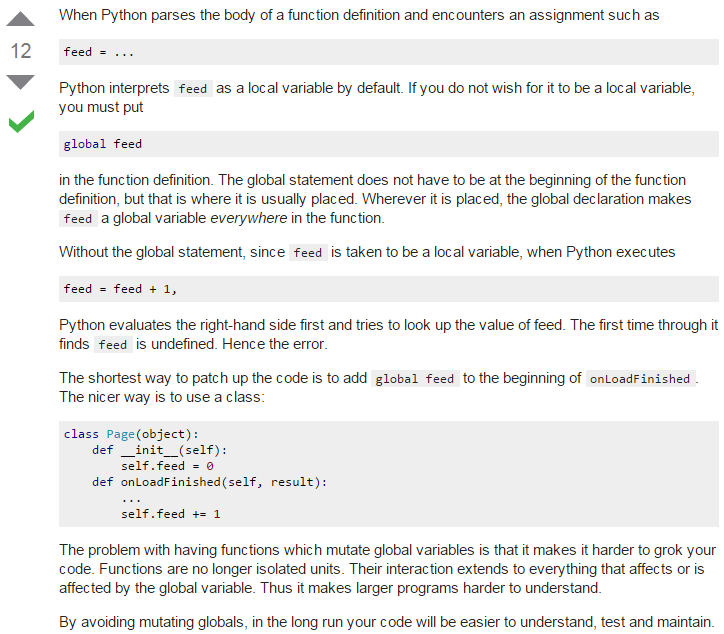 When Python parses the body of a function definition and encounters an assignment such as
12
feed = ...
Python interprets feed as a local variable by default. If you do not wish for it to be a local variable,
you must put
global feed
in the function definition. The global statement does not have to be at the beginning of the function
definition, but that is where it is usually placed. Wherever it is placed, the global declaration makes
feed a global variable everywhere in the function.
Without the global statement, since feed is taken to be a local variable, when Python executes
feed = feed + 1,
Python evaluates the right-hand side first and tries to look up the value of feed. The first time through it
finds feed is undefined. Hence the error.
The shortest way to patch up the code is to add global feed to the beginning of onLoadFinished.
The nicer way is to use a class:
class Page(object):
    def __init__(self):
        self.feed = 0
    def onLoadFinished(self, result):
        ...
        self.feed += 1
The problem with having functions which mutate global variables is that it makes it harder to grok your
code. Functions are no longer isolated units. Their interaction extends to everything that affects or is
affected by the global variable. Thus it makes larger programs harder to understand.
By avoiding mutating globals, in the long run your code will be easier to understand, test and maintain.